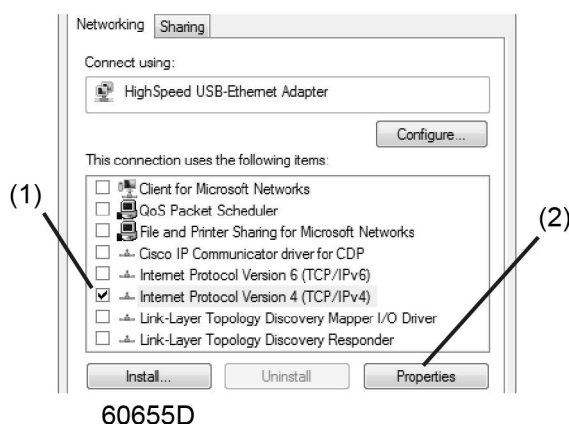 Networking Sharing
Connect using:
HighSpeed USB-Ethernet Adapter
Configure...
This connection uses the following items:
Client for Microsoft Networks
(1)
QoS Packet Scheduler
(2)
File and Printer Sharing for Microsoft Networks
Cisco IP Communicator driver for CDP
Internet Protocol Version 6 (TCP/IPv6)
Internet Protocol Version 4 (TCP/IPv4)
Link-Layer Topology Discovery Mapper I/O Driver
Link-Layer Topology Discovery Responder
Install... Uninstall Properties
60655D